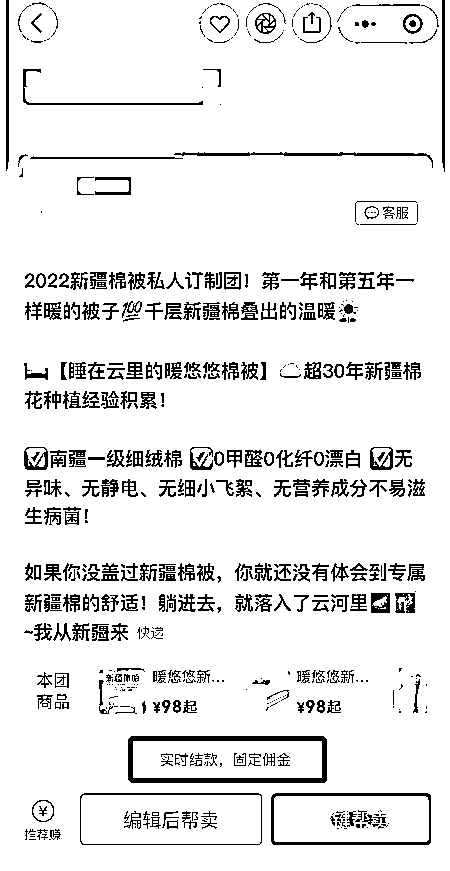 客服
2022新疆棉被私人订制团！第一年和第五年一
样暖的被子💯千层新疆棉叠出的温暖
🛏【睡在云里的暖悠悠棉被】☁超30年新疆棉
花种植经验积累！
✅南疆一级细绒棉 ✅0甲醛0化纤0漂白 ✅无
异味、无静电、无细小飞絮、无营养成分不易滋
生病菌！
如果你没盖过新疆棉被，你就还没有体会到专属
新疆棉的舒适！躺进去，就落入了云河里
~我从新疆来 快递
本团
商品
暖悠悠新... 暖悠悠新...
¥98起 ¥98起
实时结款，固定佣金
推荐赚 编辑后帮卖